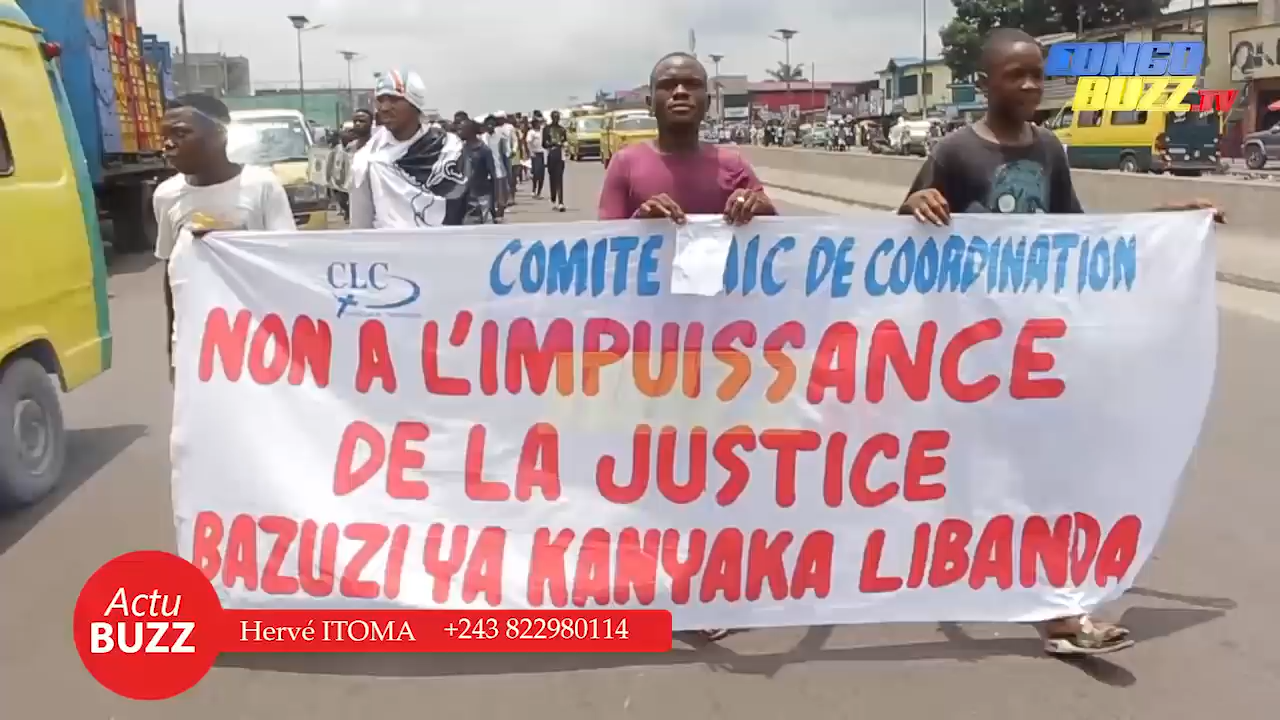 CONGO
BUZZ.TV
CLC
COMITE DE COORDINATION
NON A L'IMPUISSANCE
DE LA JUSTICE
BAZUZI YA KANYAKA LIBANDA
Actu
BUZZ
Hervé ITOMA +243 822980114